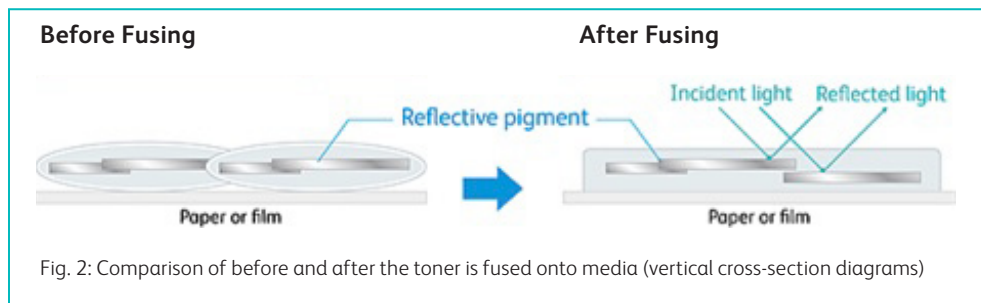 Before Fusing
After Fusing
Incident light
Reflected light
Reflective pigment
Paper or film
Paper or film
Fig. 2: Comparison of before and after the toner is fused onto media (vertical cross-section diagrams)